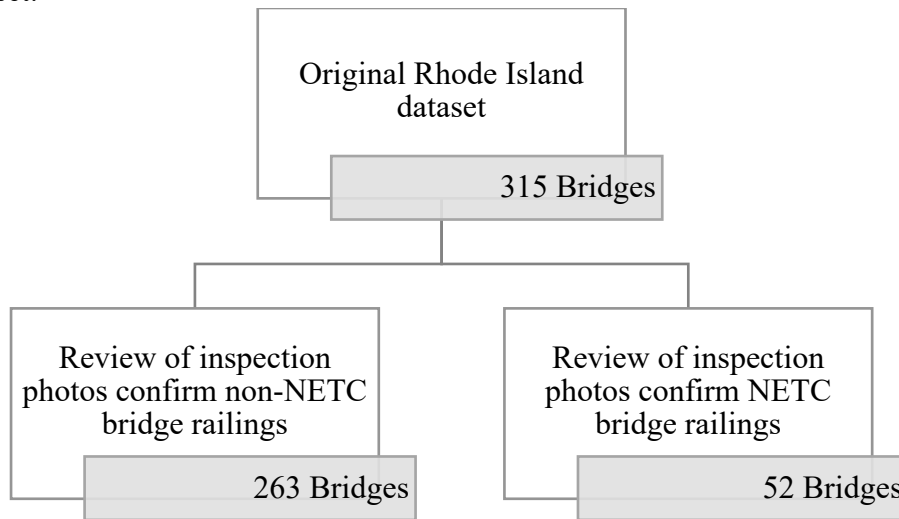 Original Rhode Island
dataset
315 Bridges
Review of inspection
photos confirm non-NETC
bridge railings
263 Bridges
Review of inspection
photos confirm NETC
bridge railings
52 Bridges